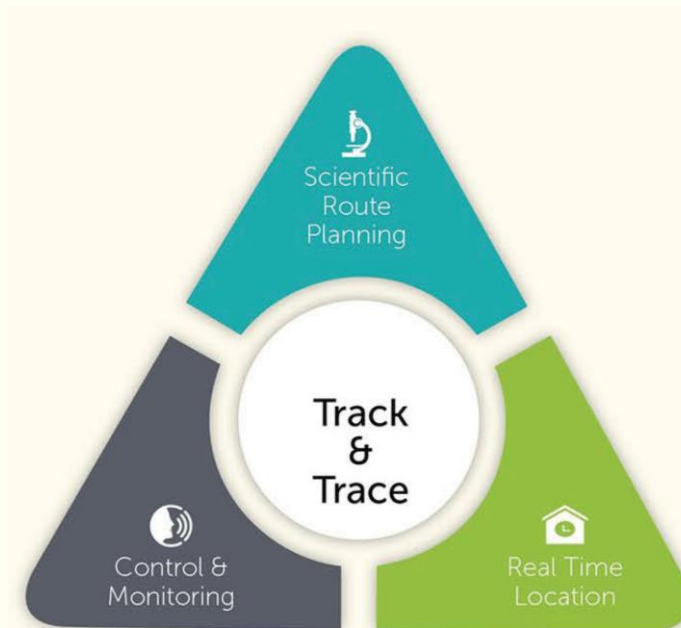 Scientific
Route
Planning
Track
&
Trace
Control &
Monitoring
Real Time
Location